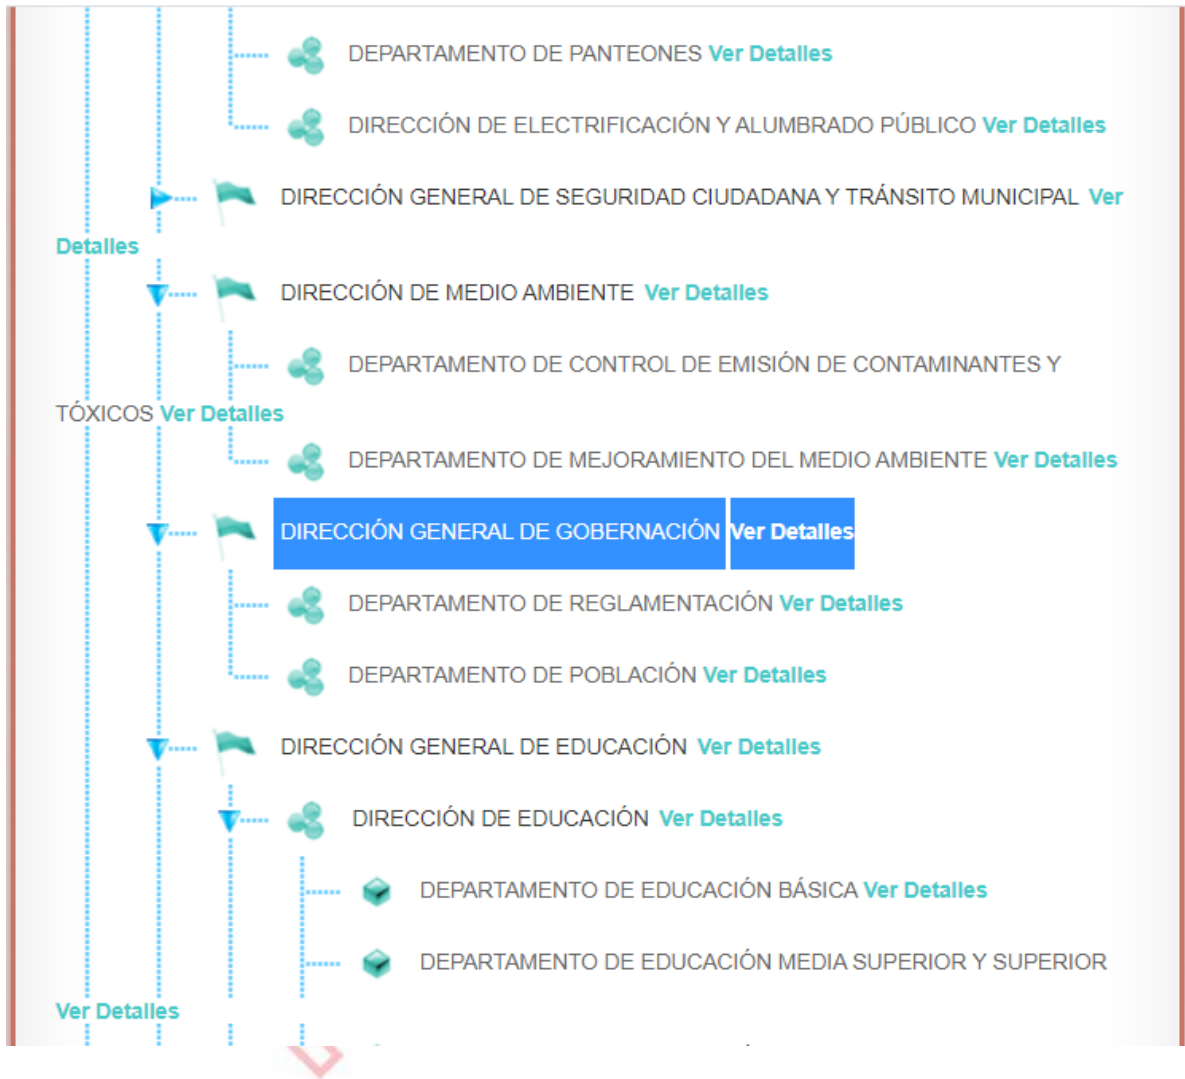 DEPARTAMENTO DE PANTEONES Ver Detalles
DIRECCIÓN DE ELECTRIFICACIÓN Y ALUMBRADO PÚBLICO Ver Detalles
DIRECCIÓN GENERAL DE SEGURIDAD CIUDADANA Y TRÁNSITO MUNICIPAL Ver
Detalles
DIRECCIÓN DE MEDIO AMBIENTE Ver Detalles
DEPARTAMENTO DE CONTROL DE EMISIÓN DE CONTAMINANTES Y
TÓXICOS Ver Detalles
DEPARTAMENTO DE MEJORAMIENTO DEL MEDIO AMBIENTE Ver Detalles
DIRECCIÓN GENERAL DE GOBERNACIÓN Ver Detalles
DEPARTAMENTO DE REGLAMENTACIÓN Ver Detalles
DEPARTAMENTO DE POBLACIÓN Ver Detalles
DIRECCIÓN GENERAL DE EDUCACIÓN Ver Detalles
DIRECCIÓN DE EDUCACIÓN Ver Detalles
DEPARTAMENTO DE EDUCACIÓN BÁSICA Ver Detalles
DEPARTAMENTO DE EDUCACIÓN MEDIA SUPERIOR Y SUPERIOR
Ver Detalles